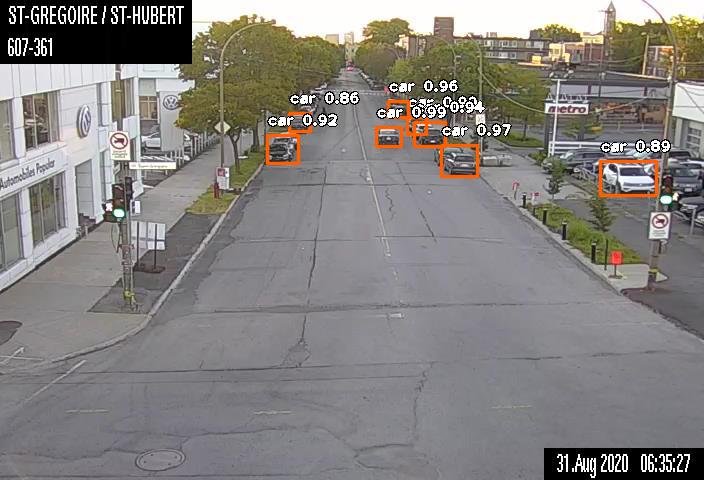 ST-GREGOIRE / ST-HUBERT
607-361
car 0.96
car 0.86
car 0.99
car 0.92
car 0.97
car 0.89
metro
Automobiles Popular
31.Aug 2020 06:35:27